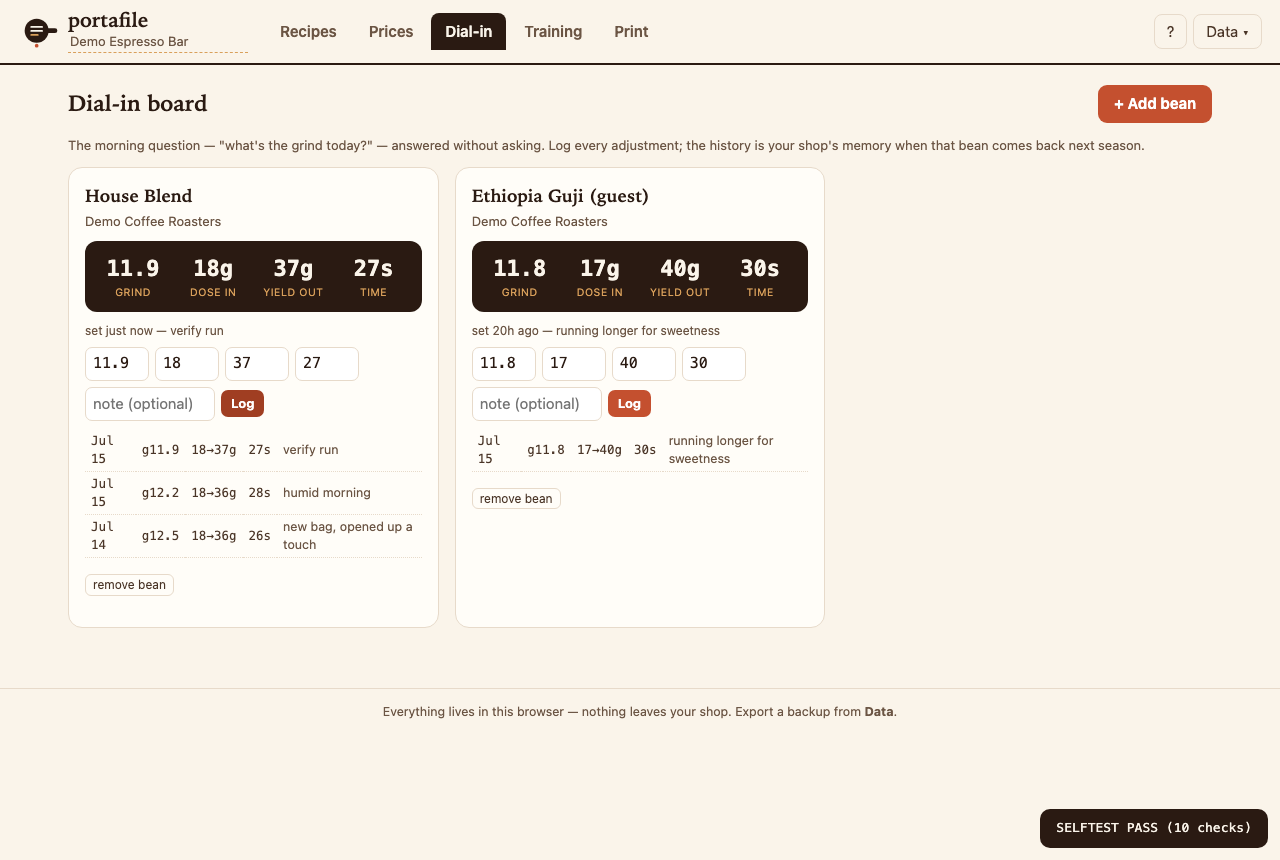 portafile
Demo Espresso Bar
Recipes
Prices
Dial-in
Training
Print
?
Data ▾
Dial-in board
+ Add bean
The morning question — "what's the grind today?" — answered without asking. Log every adjustment; the history is your shop's memory when that bean comes back next season.
House Blend
Demo Coffee Roasters
11.9 18g 37g 27s
GRIND DOSE IN YIELD OUT TIME
set just now — verify run
11.9 18 37 27
note (optional) Log
Jul 15 g11.9 18→37g 27s verify run
Jul 15 g12.2 18→36g 28s humid morning
Jul 14 g12.5 18→36g 26s new bag, opened up a touch
remove bean
Ethiopia Guji (guest)
Demo Coffee Roasters
11.8 17g 40g 30s
GRIND DOSE IN YIELD OUT TIME
set 20h ago — running longer for sweetness
11.8 17 40 30
note (optional) Log
Jul 15 g11.8 17→40g 30s running longer for sweetness
remove bean
Everything lives in this browser — nothing leaves your shop. Export a backup from Data.
SELFTEST PASS (10 checks)